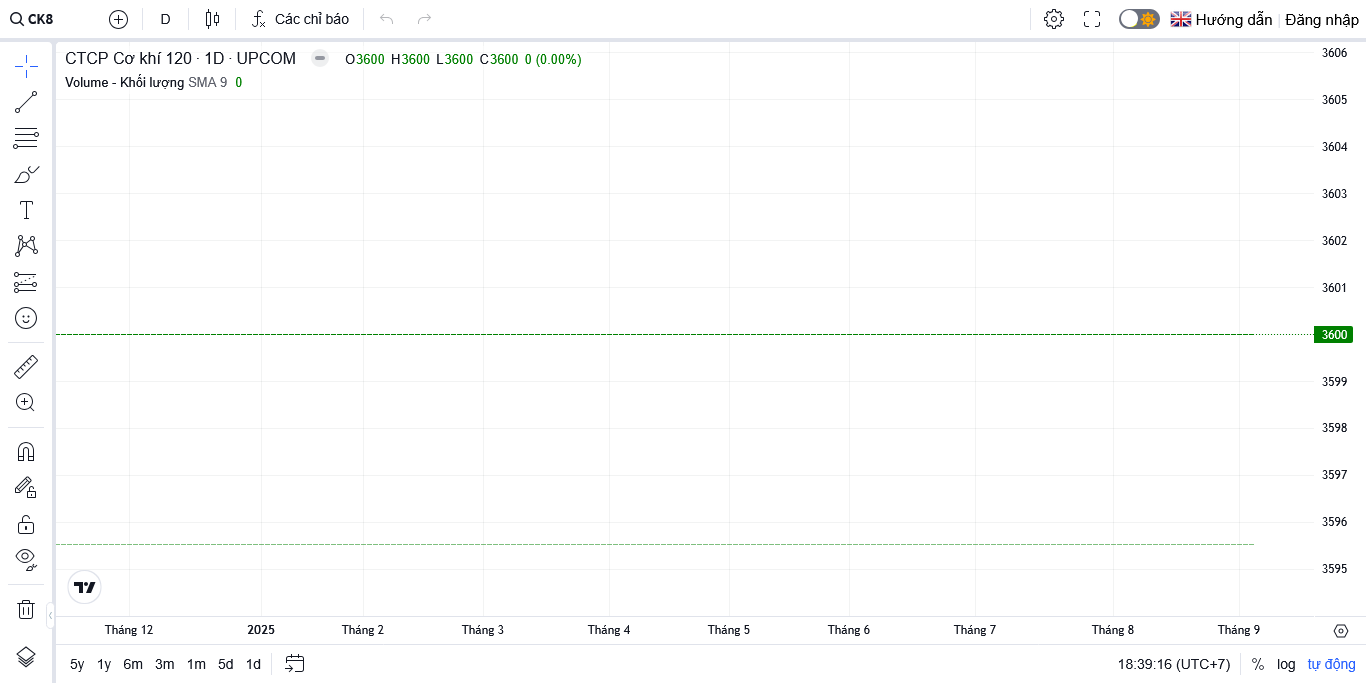 CK8 D Các chỉ báo Hướng dẫn Đăng nhập
CTCP Cơ khí 120 · 1D · UPCOM O3600 H3600 L3600 C3600 0 (0.00%)
Volume - Khối lượng SMA 9 0
3606
3605
3604
3603
3602
3601
3600
3599
3598
3597
3596
3595
Tháng 12 2025 Tháng 2 Tháng 3 Tháng 4 Tháng 5 Tháng 6 Tháng 7 Tháng 8 Tháng 9
5y 1y 6m 3m 1m 5d 1d 18:39:16 (UTC+7) % log tự động